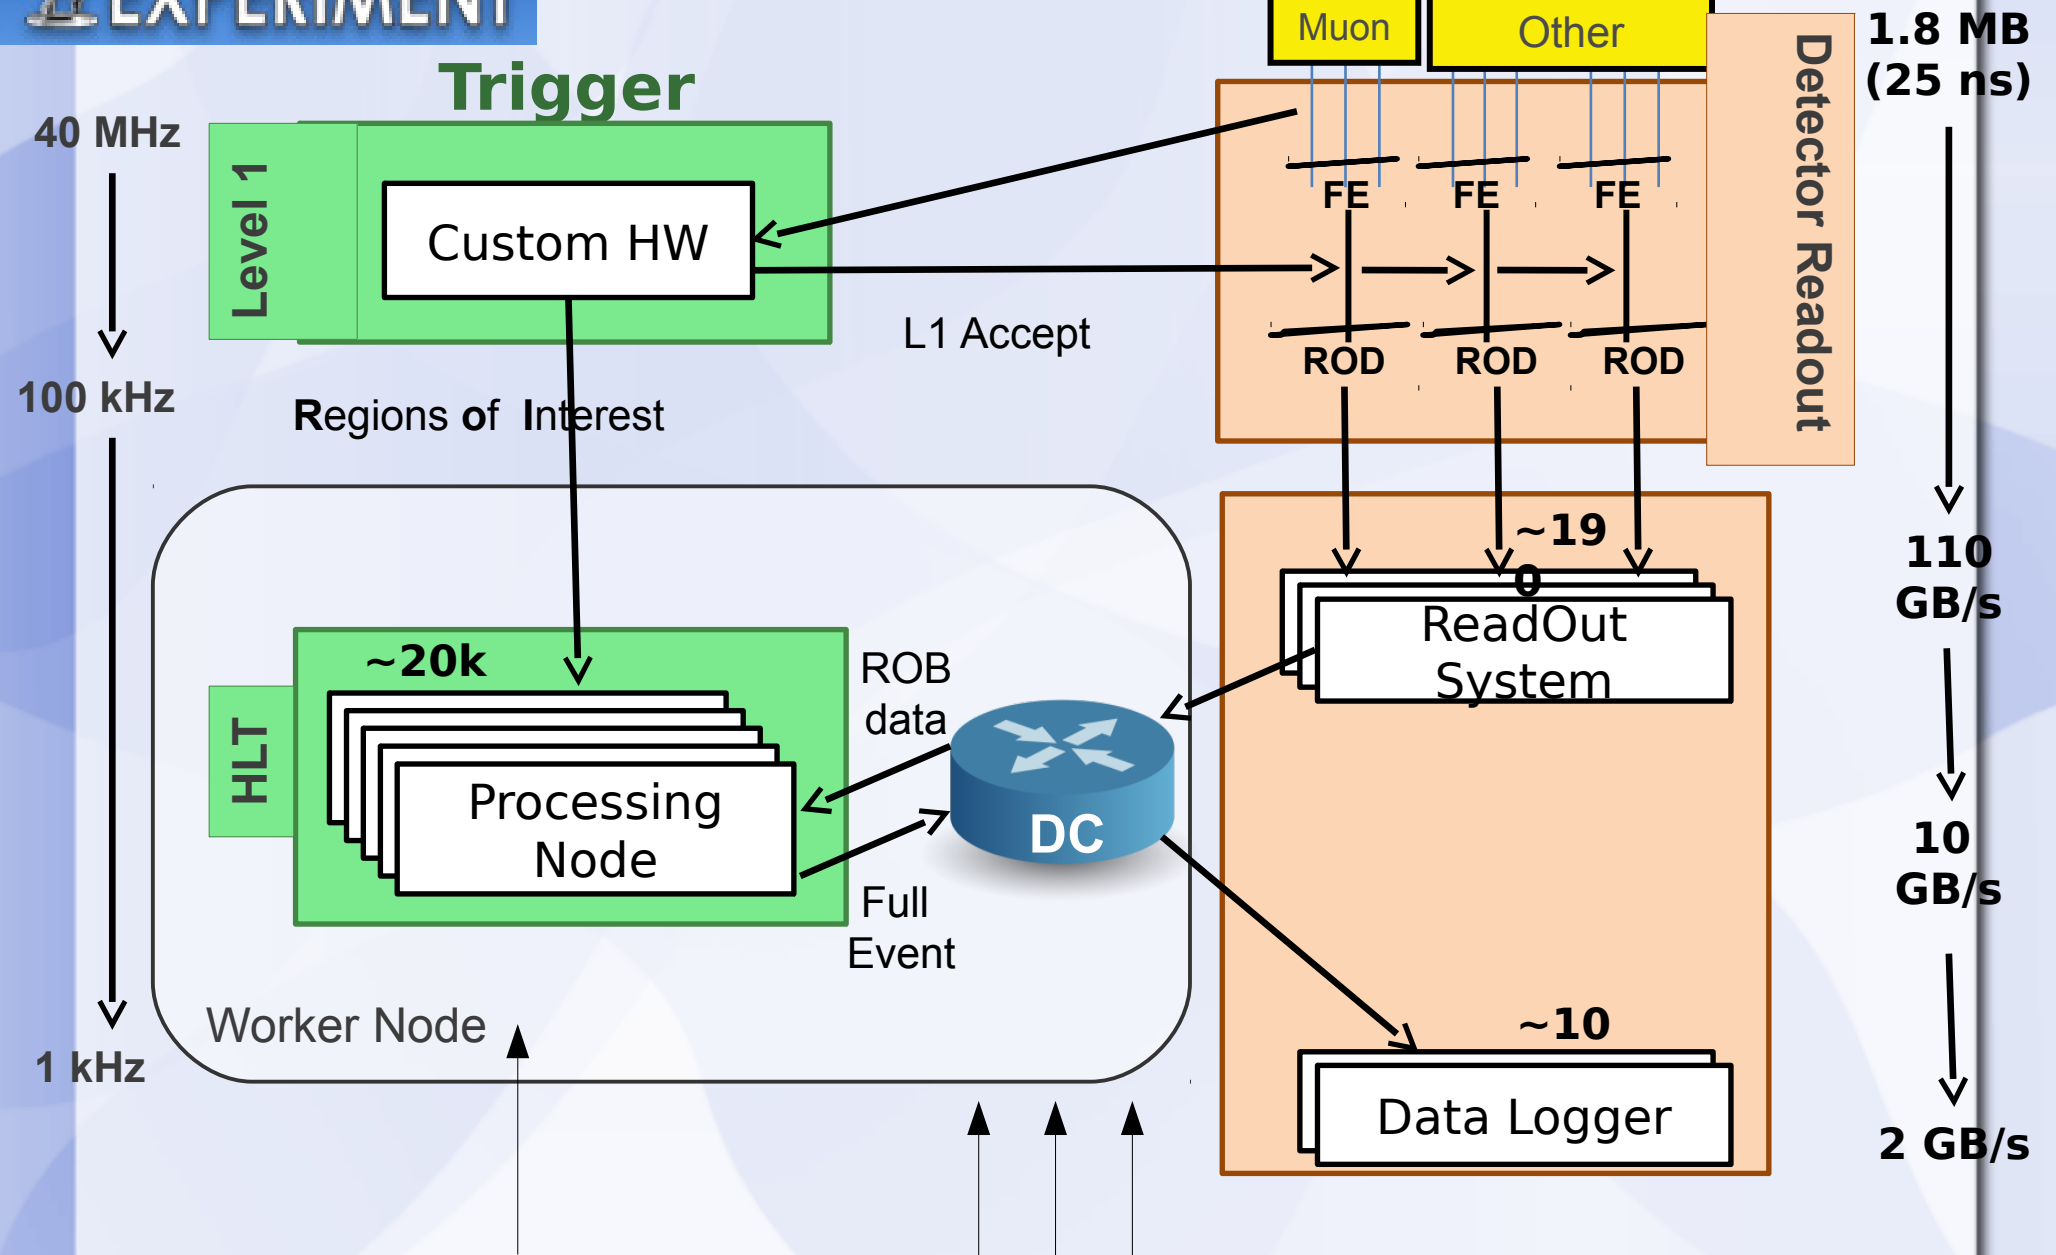 EXPERIMENT
Trigger
Muon
Other
1.8 MB
(25 ns)
40 MHz
Level 1
Custom HW
FE
FE
FE
Detector Readout
L1 Accept
ROD
ROD
ROD
100 kHz
Regions of Interest
~19
0
110
GB/s
ReadOut
System
~20k
ROB
data
HLT
Processing
Node
DC
10
GB/s
Full
Event
Worker Node
~10
1 kHz
Data Logger
2 GB/s